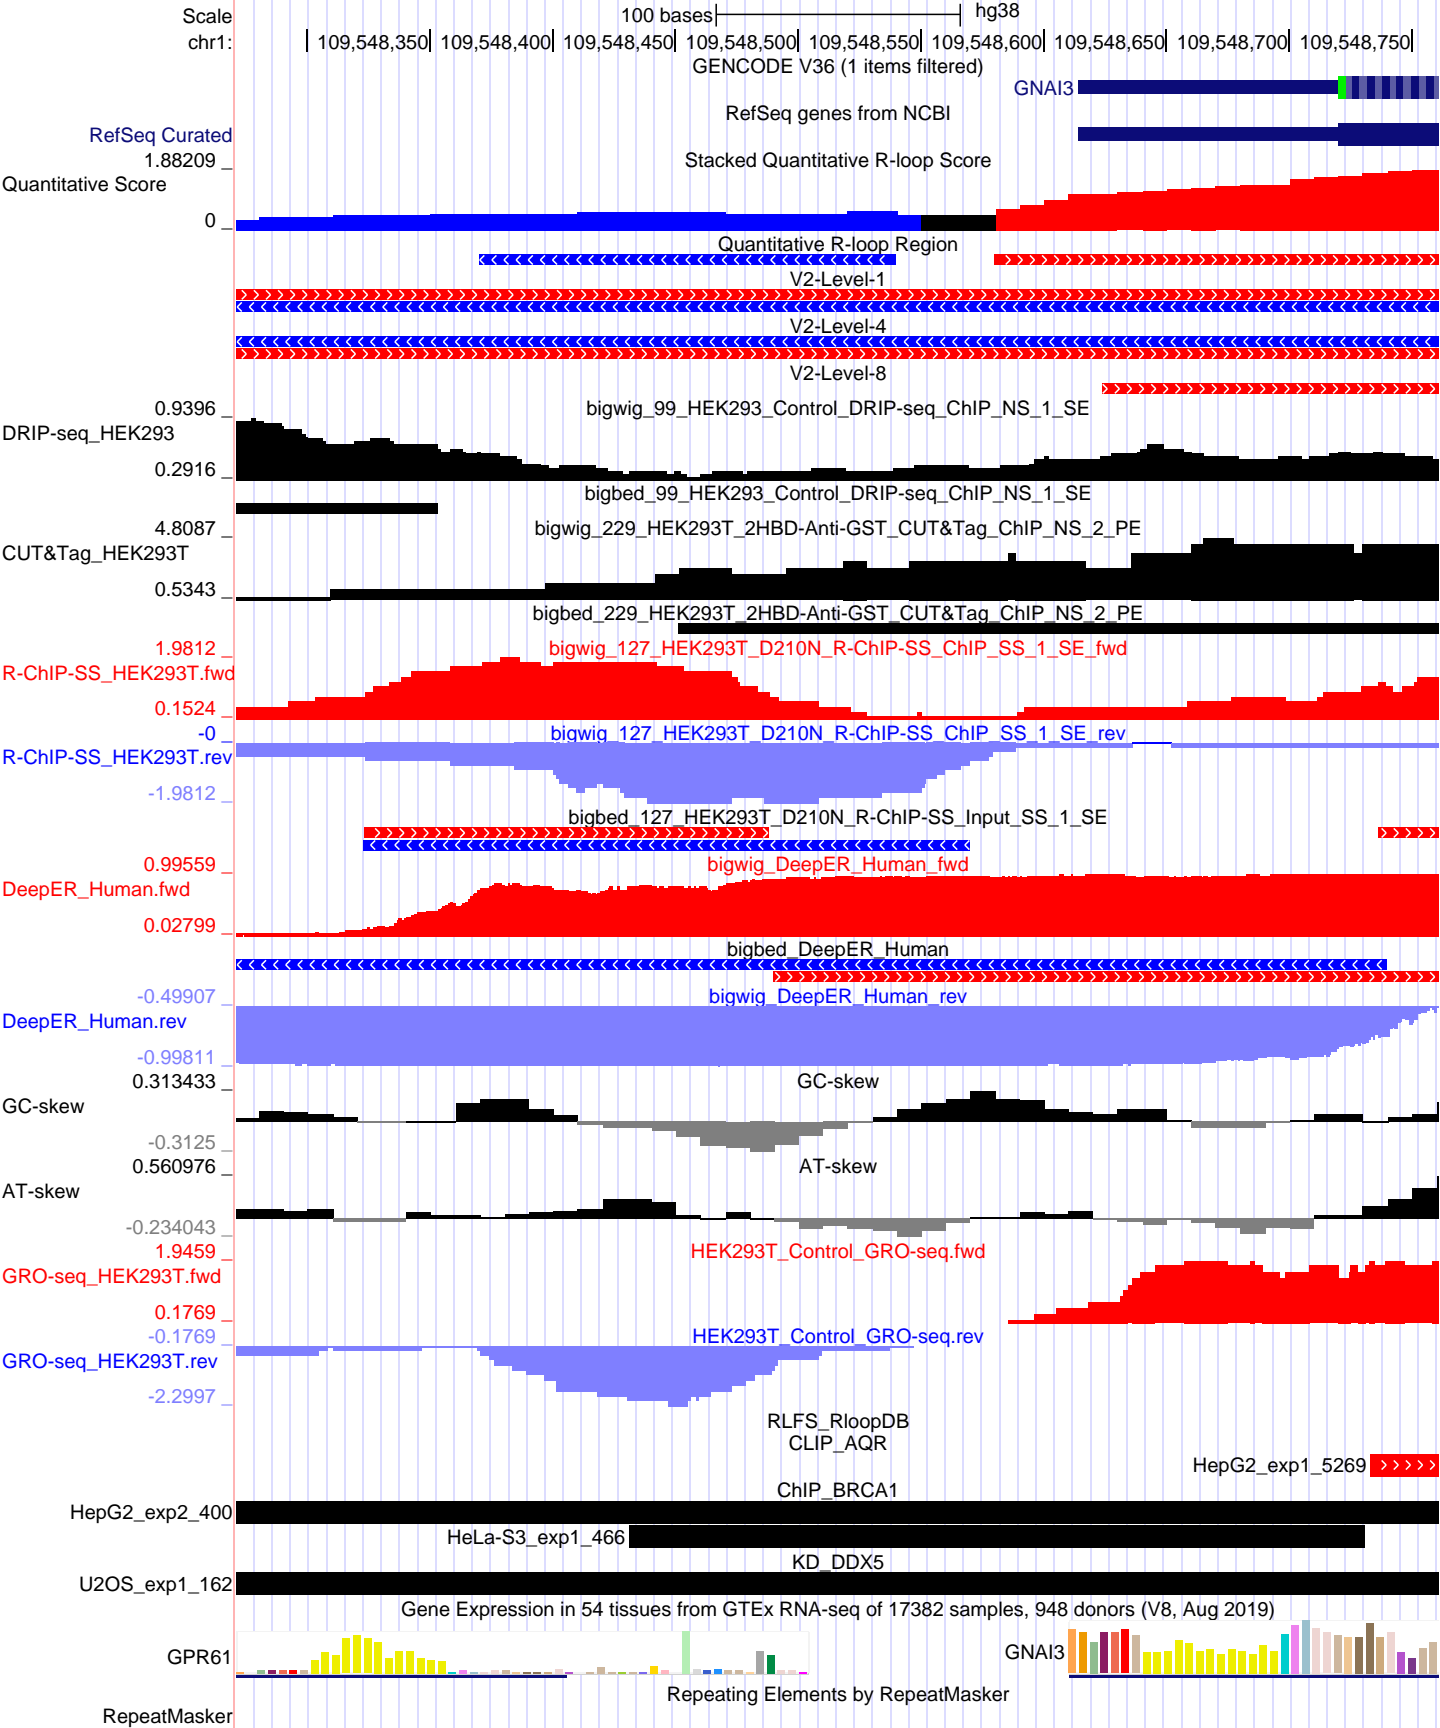 Scale 100 bases hg38
chr1: 109,548,350 109,548,400 109,548,450 109,548,500 109,548,550 109,548,600 109,548,650 109,548,700 109,548,750
GENCODE V36 (1 items filtered)
GNAI3
RefSeq genes from NCBI
RefSeq Curated
1.88209 Stacked Quantitative R-loop Score
Quantitative Score
0
Quantitative R-loop Region
V2-Level-1
V2-Level-4
V2-Level-8
0.9396 bigwig_99_HEK293_Control_DRIP-seq_ChIP_NS_1_SE
DRIP-seq_HEK293
0.2916
bigbed_99_HEK293_Control_DRIP-seq_ChIP_NS_1_SE
4.8087 bigwig_229_HEK293T_2HBD-Anti-GST_CUT&Tag_ChIP_NS_2_PE
CUT&Tag_HEK293T
0.5343
bigbed_229_HEK293T_2HBD-Anti-GST_CUT&Tag_ChIP_NS_2_PE
1.9812 bigwig_127_HEK293T_D210N_R-ChIP-SS_ChIP_SS_1_SE_fwd
R-ChIP-SS_HEK293T.fwd
0.1524
-0 bigwig_127_HEK293T_D210N_R-ChIP-SS_ChIP_SS_1_SE_rev
R-ChIP-SS_HEK293T.rev
-1.9812
bigbed_127_HEK293T_D210N_R-ChIP-SS_Input_SS_1_SE
0.99559 bigwig_DeepER_Human_fwd
DeepER_Human.fwd
0.02799
bigbed_DeepER_Human
-0.49907 bigwig_DeepER_Human_rev
DeepER_Human.rev
-0.99811
0.313433 GC-skew
GC-skew
-0.3125
0.560976 AT-skew
AT-skew
-0.234043
1.9459 HEK293T_Control_GRO-seq.fwd
GRO-seq_HEK293T.fwd
0.1769
-0.1769 HEK293T_Control_GRO-seq.rev
GRO-seq_HEK293T.rev
-2.2997
RLFS_RloopDB
CLIP_AQR
HepG2_exp1_5269
ChIP_BRCA1
HepG2_exp2_400
HeLa-S3_exp1_466
KD_DDX5
U2OS_exp1_162
Gene Expression in 54 tissues from GTEx RNA-seq of 17382 samples, 948 donors (V8, Aug 2019)
GPR61 GNAI3
Repeating Elements by RepeatMasker
RepeatMasker